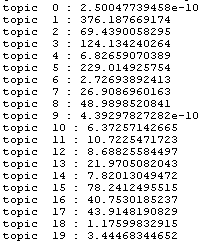 topic  0 : 2.50047739458e-10
topic  1 : 376.187669174
topic  2 : 69.4390058295
topic  3 : 124.134240264
topic  4 : 6.82659070389
topic  5 : 229.014925754
topic  6 : 2.72693892413
topic  7 : 26.9086960163
topic  8 : 48.9898520841
topic  9 : 4.39297827282e-10
topic  10 : 6.37257142665
topic  11 : 10.7225471723
topic  12 : 8.68825584497
topic  13 : 21.9705082043
topic  14 : 7.82013049472
topic  15 : 78.2412495515
topic  16 : 40.7530185237
topic  17 : 43.9148190829
topic  18 : 1.17599832915
topic  19 : 3.44468344652